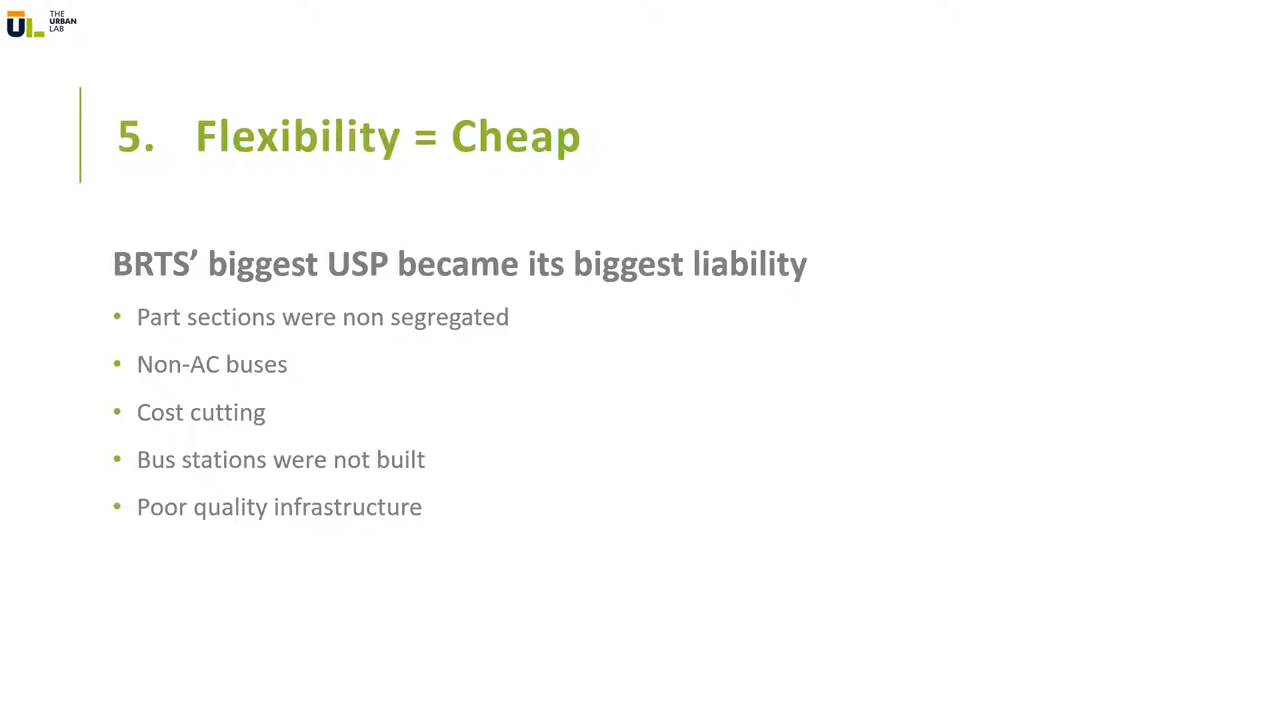 UL THE
URBAN
LAB
5. Flexibility = Cheap
BRTS’ biggest USP became its biggest liability
• Part sections were non segregated
• Non-AC buses
• Cost cutting
• Bus stations were not built
• Poor quality infrastructure